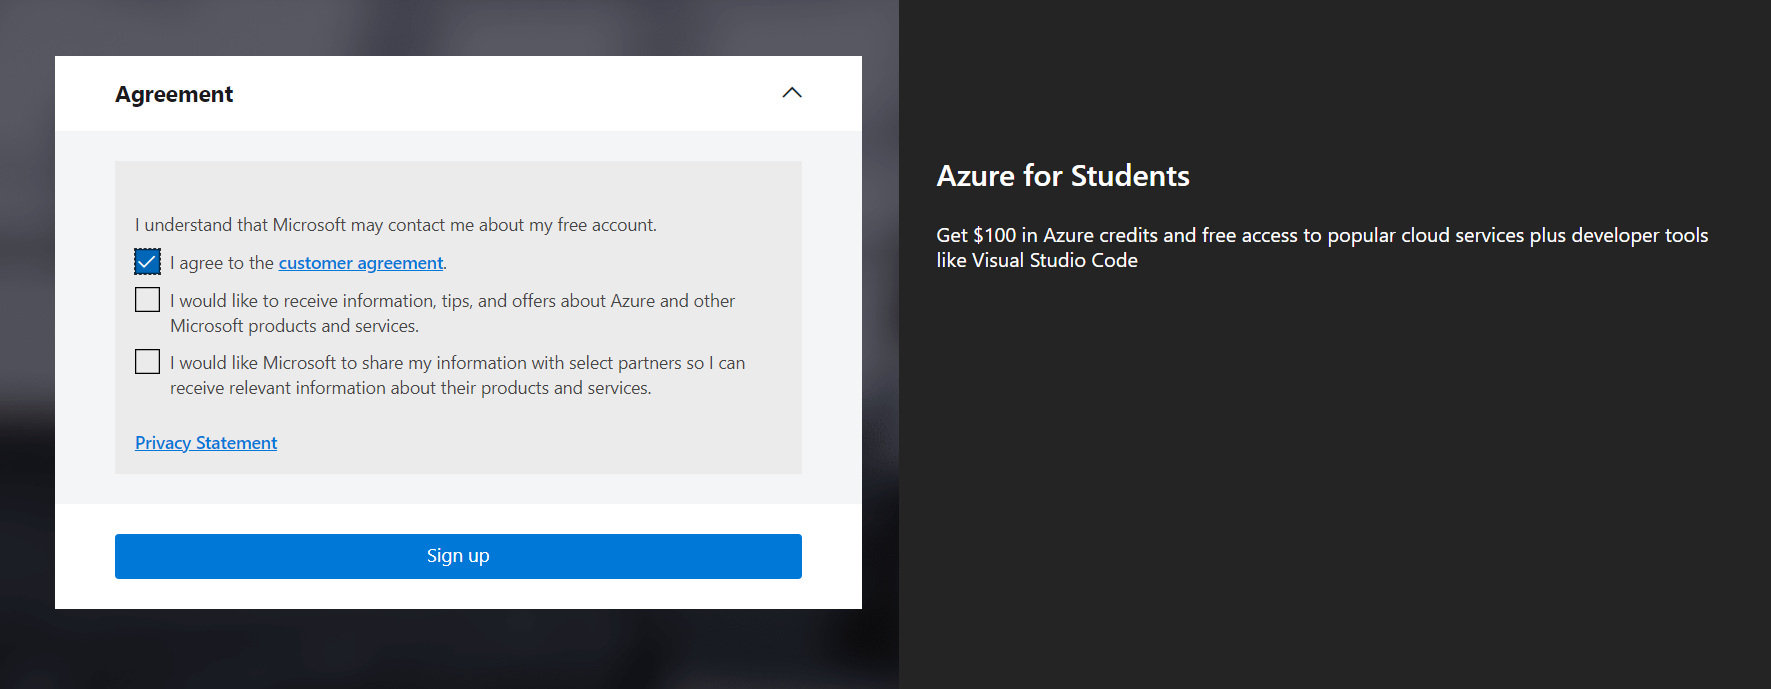 Agreement
I understand that Microsoft may contact me about my free account.
I agree to the customer agreement.
I would like to receive information, tips, and offers about Azure and other
Microsoft products and services.
I would like Microsoft to share my information with select partners so I can
receive relevant information about their products and services.
Privacy Statement
Sign up
Azure for Students
Get $100 in Azure credits and free access to popular cloud services plus developer tools
like Visual Studio Code